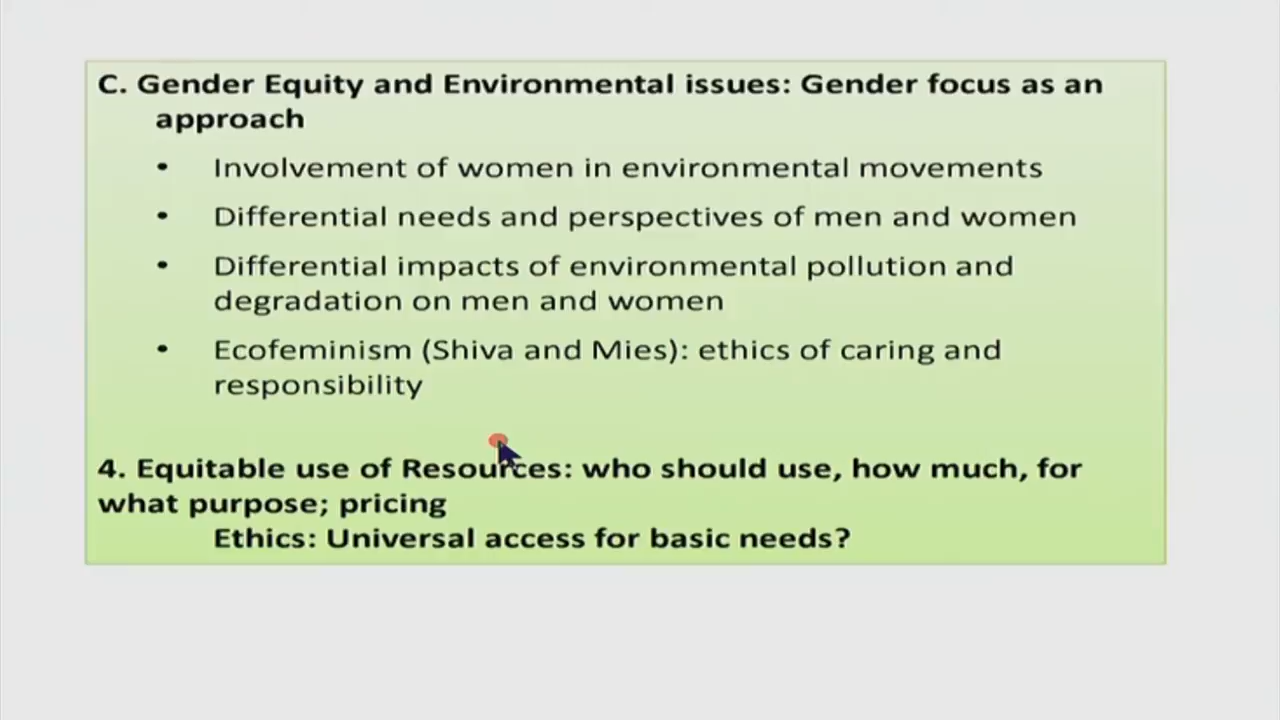 C. Gender Equity and Environmental issues: Gender focus as an
approach
• Involvement of women in environmental movements
• Differential needs and perspectives of men and women
• Differential impacts of environmental pollution and
degradation on men and women
• Ecofeminism (Shiva and Mies): ethics of caring and
responsibility
4. Equitable use of Resources: who should use, how much, for
what purpose; pricing
Ethics: Universal access for basic needs?